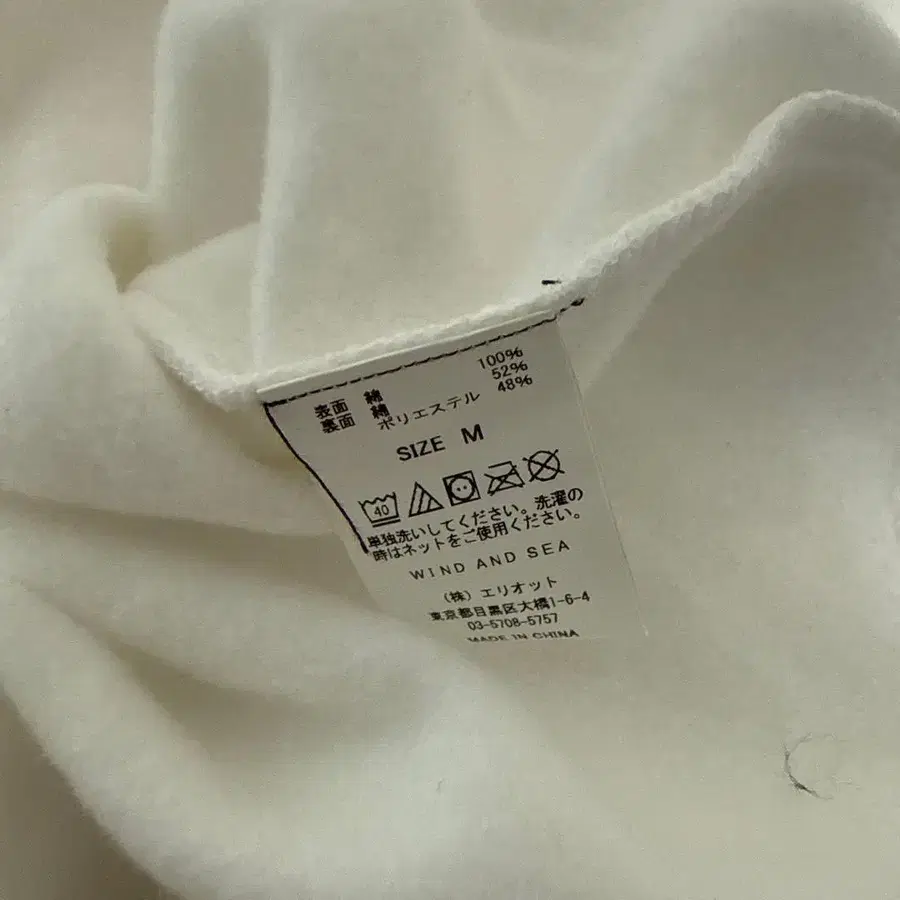 表面 綿 100%
裏面 綿 52%
ポリエステル 48%
SIZE M
40
単独洗いしてください。洗濯の
時はネットをご使用ください。
WIND AND SEA
(株) エリオット
東京都目黒区大橋1-6-4
03-5708-5757
MADE IN CHINA